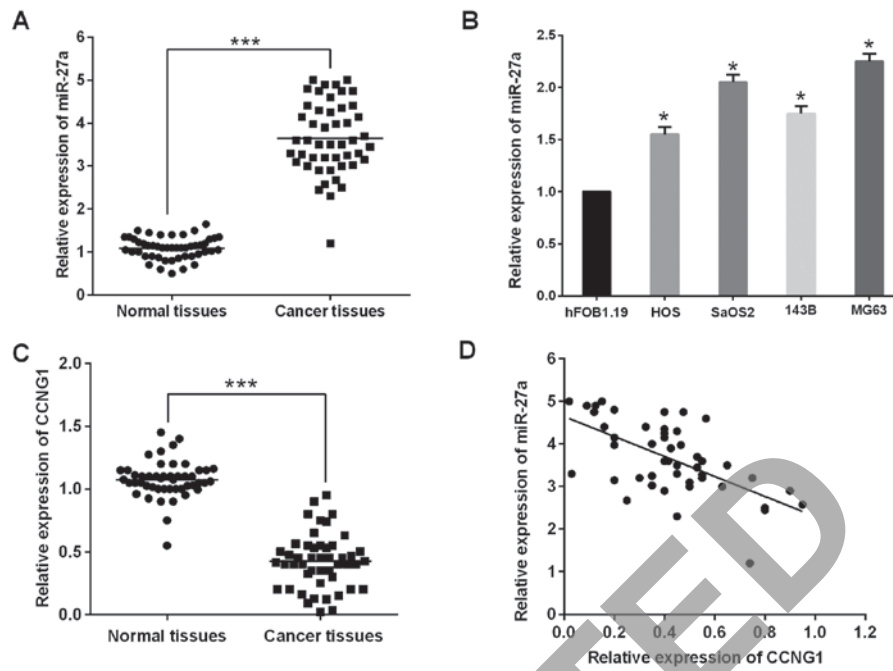 A
Relative expression of miR-27a
6
5
4
3
2
1
0
***
Normal tissues
Cancer tissues
B
Relative expression of miR-27a
2.5
2.0
1.5
1.0
0.5
0.0
*
*
*
*
hFOB1.19
HOS
SaOS2
143B
MG63
C
Relative expression of CCNG1
2.0
1.5
1.0
0.5
0.0
***
Normal tissues
Cancer tissues
D
Relative expression of miR-27a
6
5
4
3
2
1
0
0.0 0.2 0.4 0.6 0.8 1.0 1.2
Relative expression of CCNG1
TED